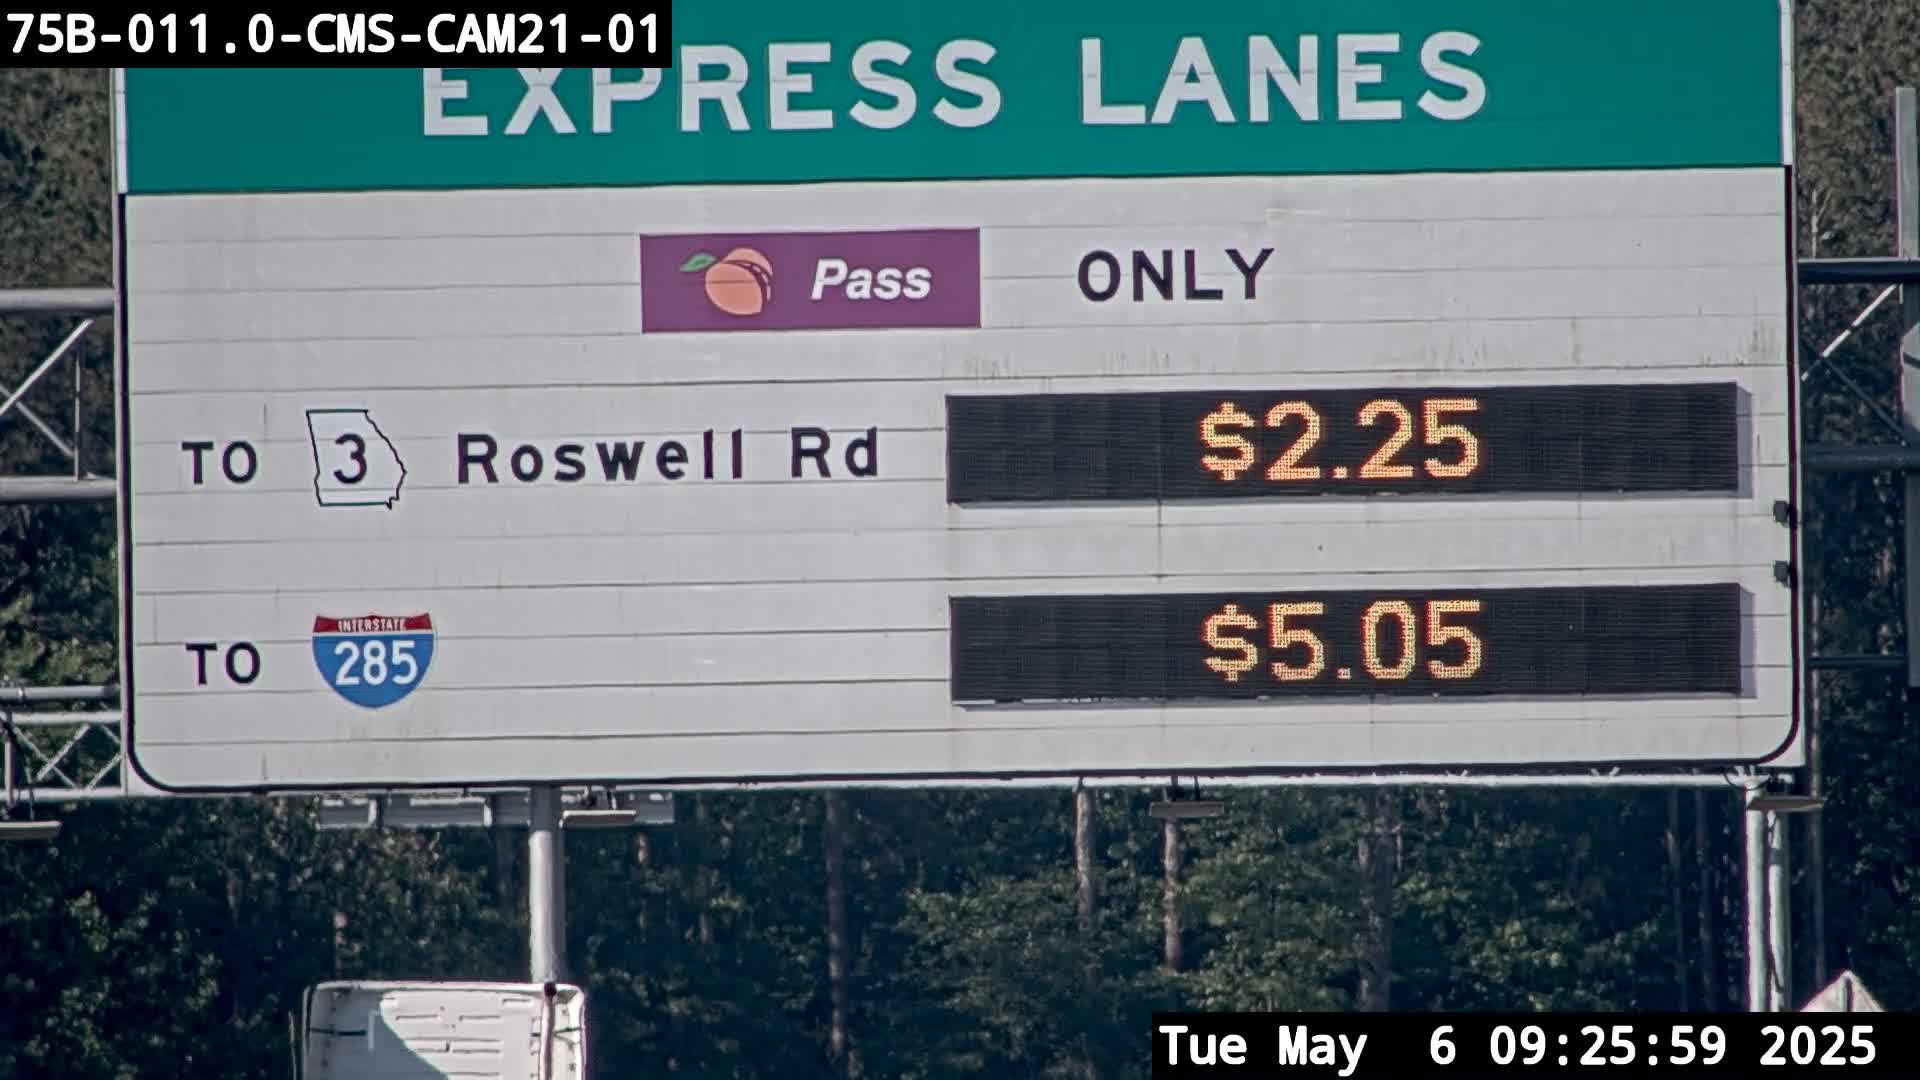 75B-011.0-CMS-CAM21-01
EXPRESS LANES
Pass ONLY
TO 3 Roswell Rd $2.25
TO INTERSTATE 285 $5.05
Tue May 6 09:25:59 2025